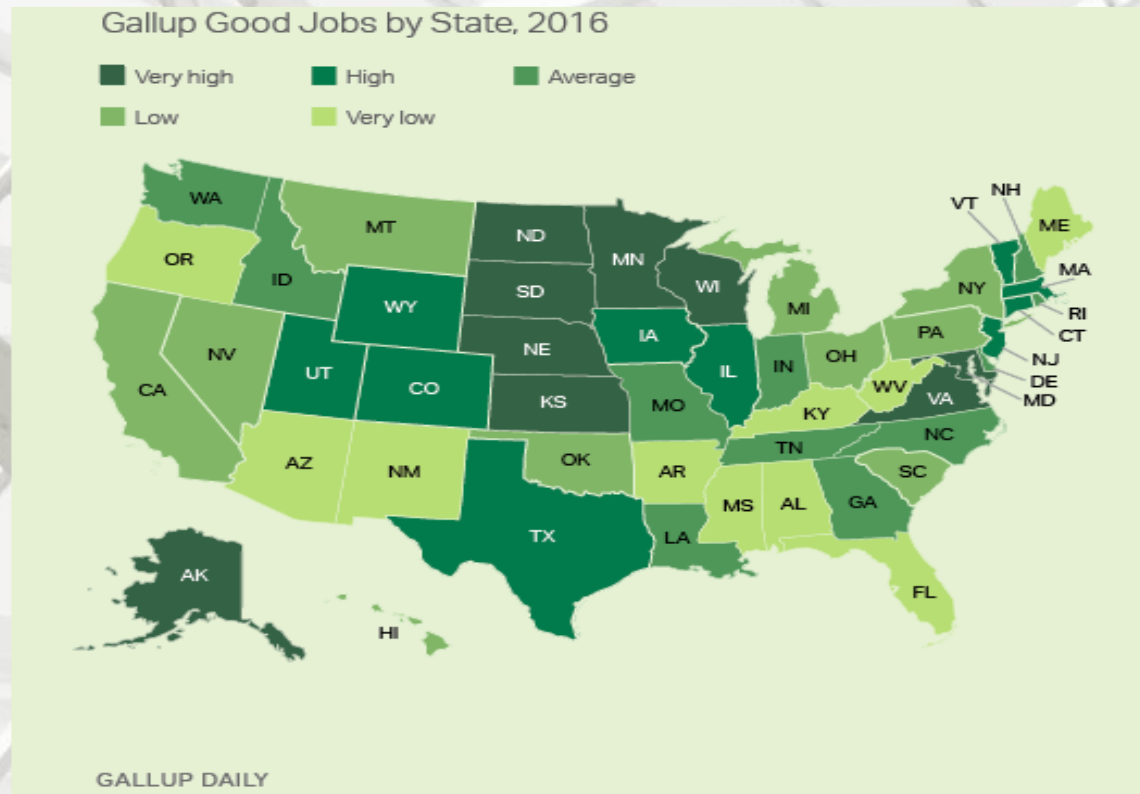 Gallup Good Jobs by State, 2016
Very high High Average
Low Very low
NH
VT
WA MT ND ME
MN
OR MA
ID SD WI NY
WY MI RI
CT
IA PA
NV NE OH NJ
UT IL IN DE
CA CO WV MD
KS MO VA
KY
TN NC
AZ NM OK AR SC
MS AL GA
TX LA
AK FL
HI
GALLUP DAILY